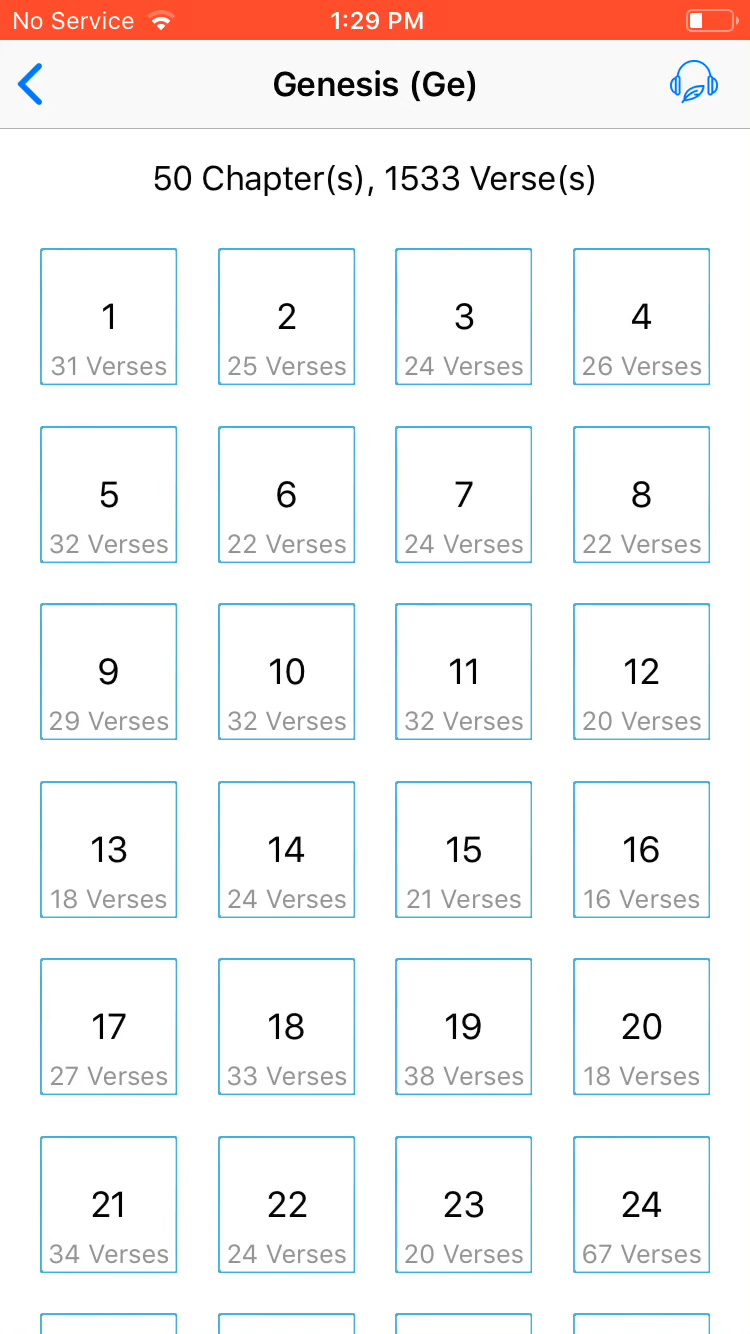 No Service 1:29 PM
Genesis (Ge)
50 Chapter(s), 1533 Verse(s)
1 2 3 4
31 Verses 25 Verses 24 Verses 26 Verses
5 6 7 8
32 Verses 22 Verses 24 Verses 22 Verses
9 10 11 12
29 Verses 32 Verses 32 Verses 20 Verses
13 14 15 16
18 Verses 24 Verses 21 Verses 16 Verses
17 18 19 20
27 Verses 33 Verses 38 Verses 18 Verses
21 22 23 24
34 Verses 24 Verses 20 Verses 67 Verses